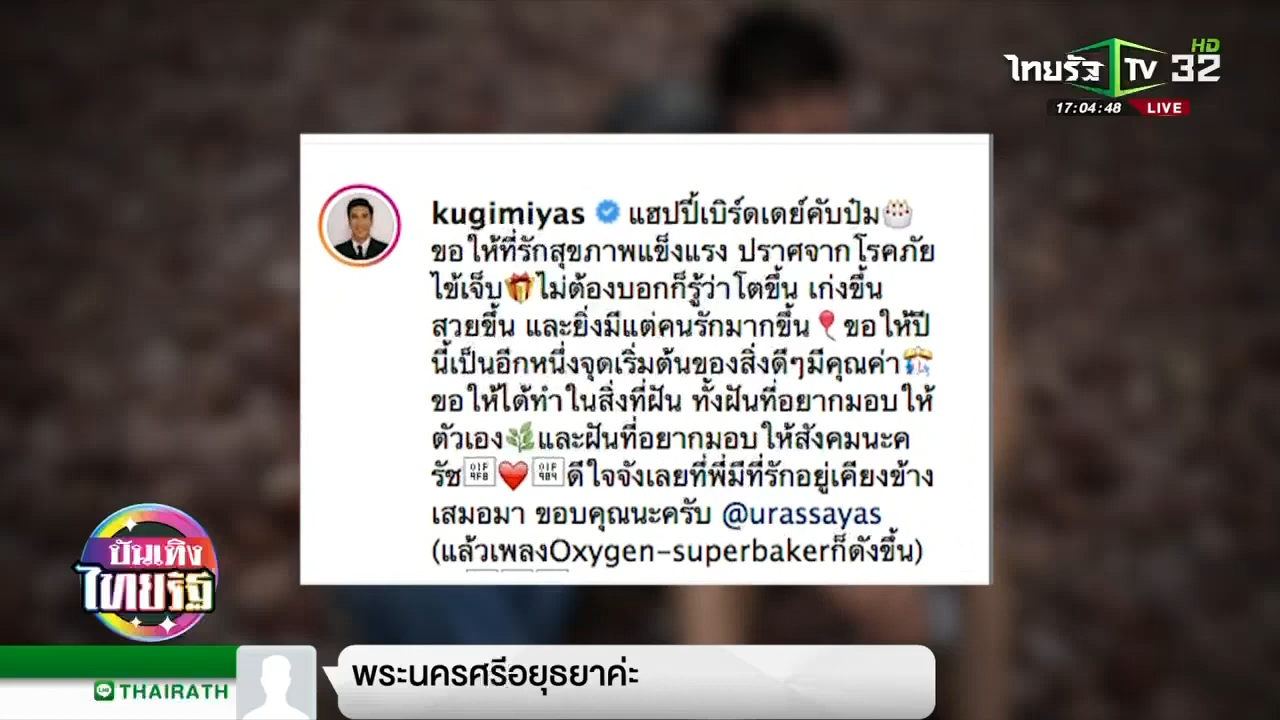 ไทยรัฐ TV 32 HD
17:04:48 LIVE
kugimiyas แฮปปี้เบิร์ดเดย์คับป๋ม🎂
ขอให้ที่รักสุขภาพแข็งแรง ปราศจากโรคภัย
ไข้เจ็บ🎁ไม่ต้องบอกก็รู้ว่าโตขึ้น เก่งขึ้น
สวยขึ้น และยิ่งมีแต่คนรักมากขึ้น🎈ขอให้ปี
นี้เป็นอีกหนึ่งจุดเริ่มต้นของสิ่งดีๆมีคุณค่า🎐
ขอให้ได้ทำในสิ่งที่ฝัน ทั้งฝันที่อยากมอบให้
ตัวเอง🌿และฝันที่อยากมอบให้สังคมนะค
รัช❤️ดีใจจังเลยที่พี่มีที่รักอยู่เคียงข้าง
เสมอมา ขอบคุณนะครับ @urassayas
(แล้วเพลงOxygen-superbakerก็ดังขึ้น)
บันเทิง
ไทยรัฐ
LINE THAIRATH
พระนครศรีอยุธยาค่ะ